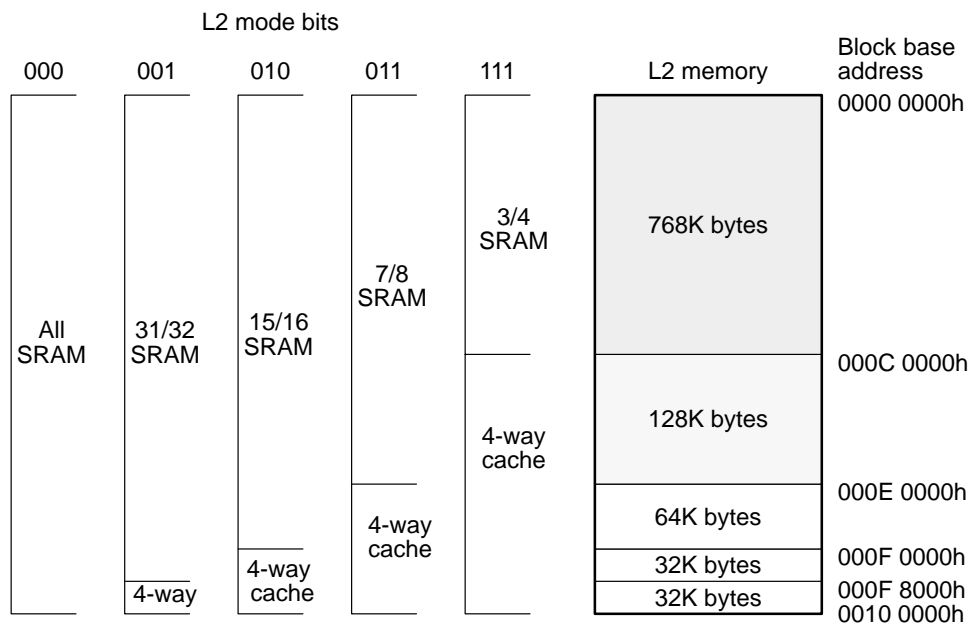 L2 mode bits
000 001 010 011 111 L2 memory
Block base
address
0000 0000h
3/4
SRAM
768K bytes
7/8
SRAM
All
SRAM
31/32
SRAM
15/16
SRAM
000C 0000h
128K bytes
4-way
cache
000E 0000h
64K bytes
4-way
cache
000F 0000h
32K bytes
4-way
cache
000F 8000h
4-way
32K bytes
0010 0000h